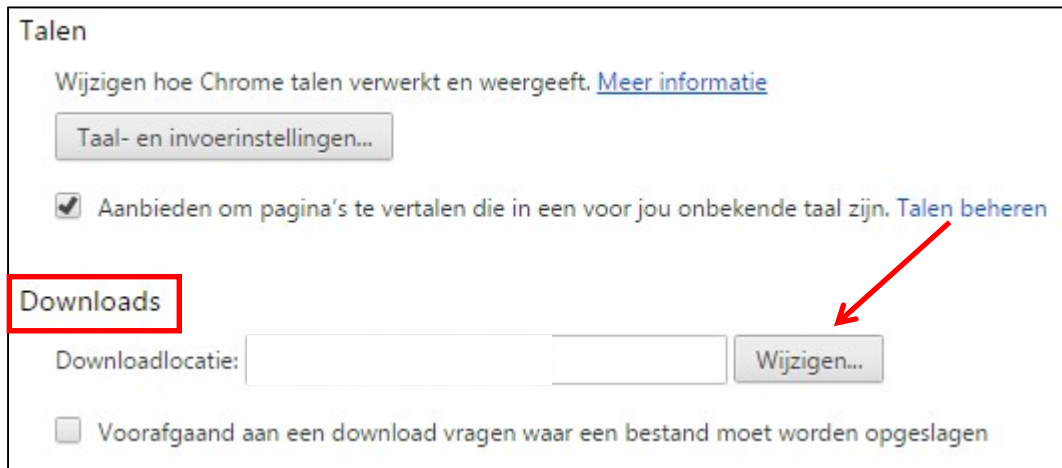 Talen
Wijzigen hoe Chrome talen verwerkt en weergeeft. Meer informatie
Taal- en invoerinstellingen...
Aanbieden om pagina's te vertalen die in een voor jou onbekende taal zijn. Talen beheren
Downloads
Downloadlocatie: Wijzigen...
Voorafgaand aan een download vragen waar een bestand moet worden opgeslagen